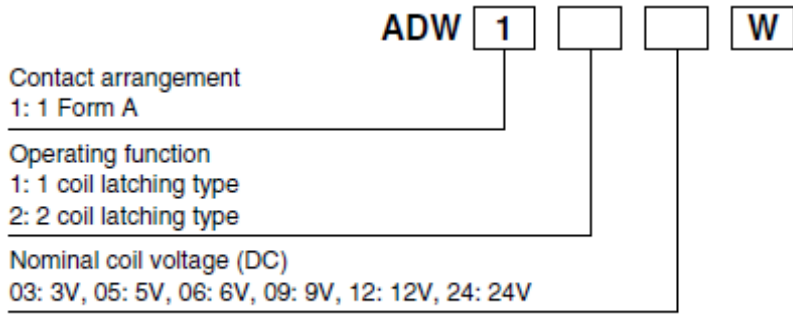 ADW 1 W
Contact arrangement
1: 1 Form A
Operating function
1: 1 coil latching type
2: 2 coil latching type
Nominal coil voltage (DC)
03: 3V, 05: 5V, 06: 6V, 09: 9V, 12: 12V, 24: 24V